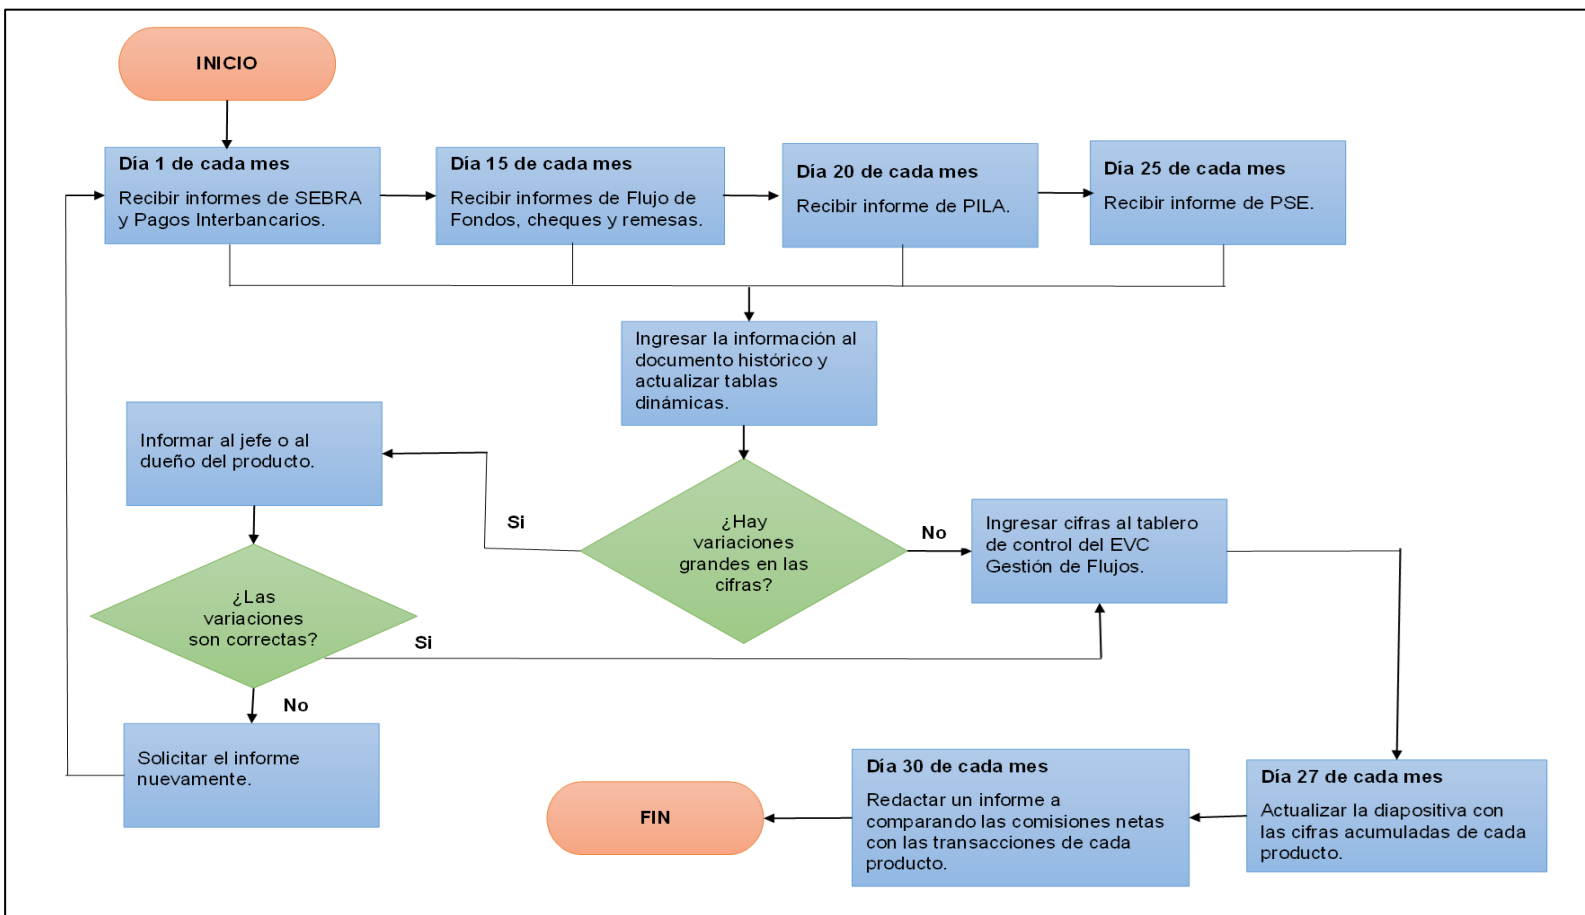 INICIO
Día 1 de cada mes
Recibir informes de SEBRA
y Pagos Interbancarios.
Día 15 de cada mes
Recibir informes de Flujo de
Fondos, cheques y remesas.
Día 20 de cada mes
Recibir informe de PILA.
Día 25 de cada mes
Recibir informe de PSE.
Ingresar la información al
documento histórico y
actualizar tablas
dinámicas.
Informar al jefe o al
dueño del producto.
Si
¿Hay
variaciones
grandes en las
cifras?
No
Ingresar cifras al tablero
de control del EVC
Gestión de Flujos.
¿Las
variaciones
son correctas?
Si
No
Solicitar el informe
nuevamente.
FIN
Día 30 de cada mes
Redactar un informe a
comparando las comisiones netas
con las transacciones de cada
producto.
Día 27 de cada mes
Actualizar la diapositiva con
las cifras acumuladas de cada
producto.